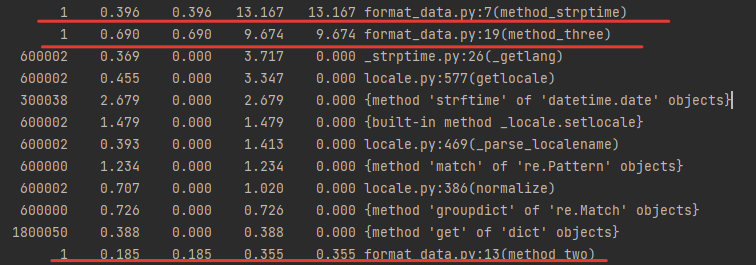 1 0.396 0.396 13.167 13.167 format_data.py:7(method_strptime)
1 0.690 0.690 9.674 9.674 format_data.py:19(method_three)
600002 0.369 0.000 3.717 0.000 _strptime.py:26(_getlang)
600002 0.455 0.000 3.347 0.000 locale.py:577(getlocale)
300038 2.679 0.000 2.679 0.000 {method 'strftime' of 'datetime.date' objects}
600002 1.479 0.000 1.479 0.000 {built-in method _locale.setlocale}
600002 0.393 0.000 1.413 0.000 locale.py:469(_parse_localename)
600000 1.234 0.000 1.234 0.000 {method 'match' of 're.Pattern' objects}
600002 0.707 0.000 1.020 0.000 locale.py:386(normalize)
600000 0.726 0.000 0.726 0.000 {method 'groupdict' of 're.Match' objects}
1800050 0.388 0.000 0.388 0.000 {method 'get' of 'dict' objects}
1 0.185 0.185 0.355 0.355 format_data.py:13(method_two)